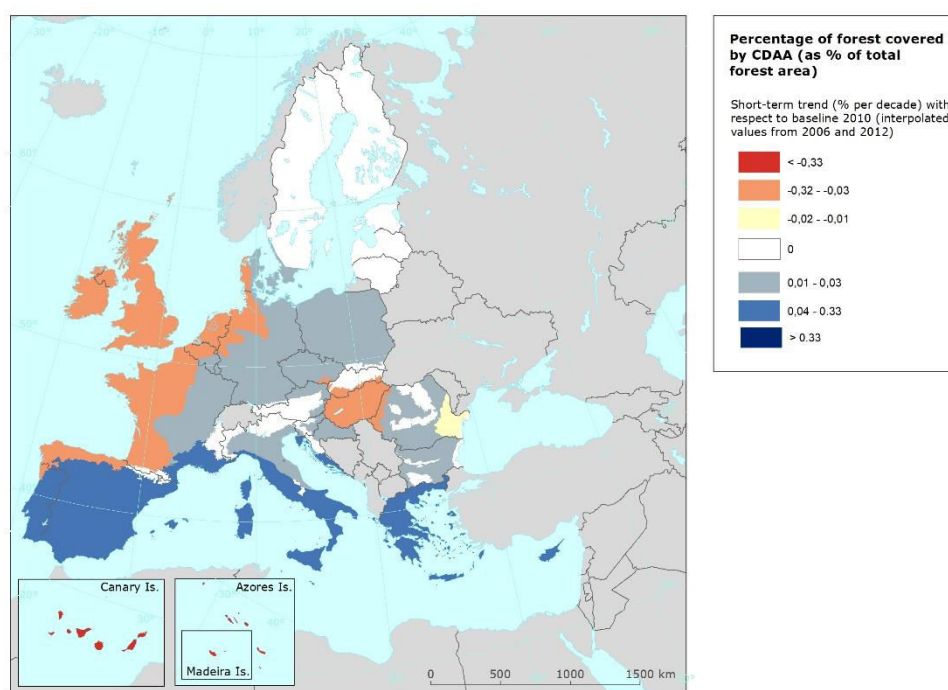 Percentage of forest covered
by CDAA (as % of total
forest area)
Short-term trend (% per decade) with
respect to baseline 2010 (interpolated
values from 2006 and 2012)
< -0,33
-0,32 - -0,03
-0,02 - -0,01
0
0,01 - 0,03
0,04 - 0.33
> 0.33
Canary Is.
Azores Is.
Madeira Is.
0 500 1000 1500 km